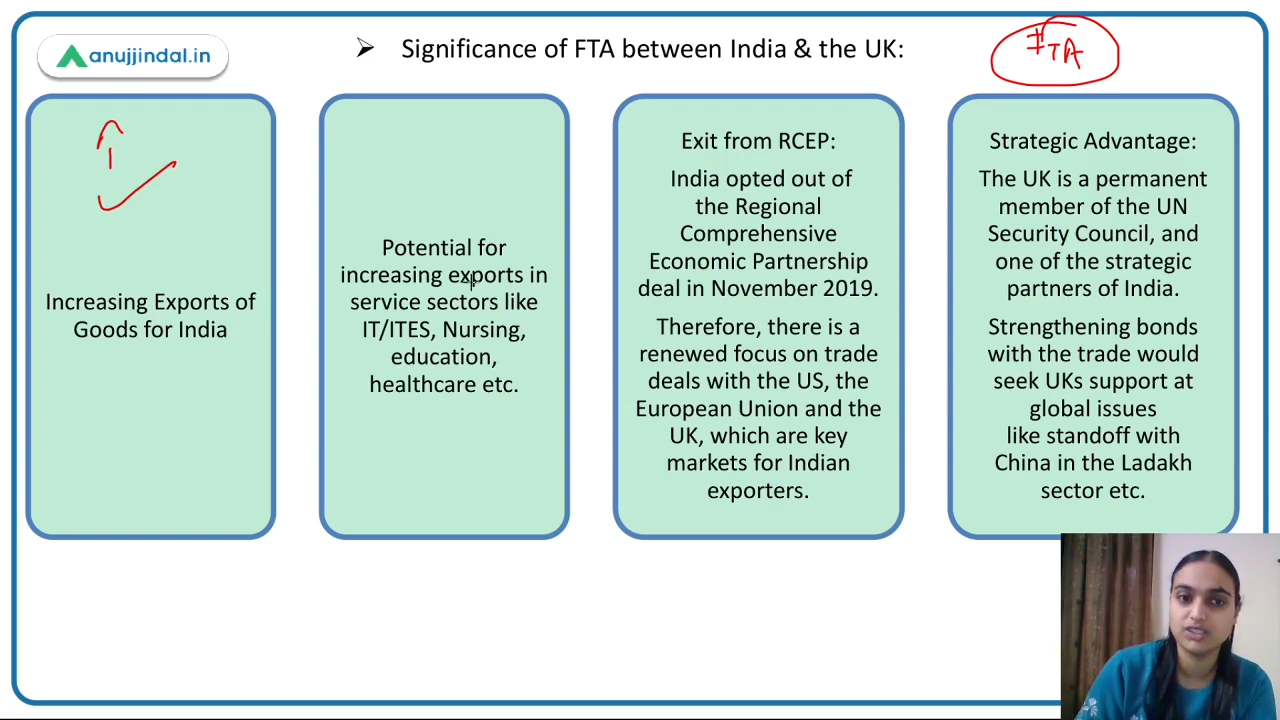 anujjindal.in
Significance of FTA between India & the UK:
FTA
Increasing Exports of
Goods for India
Potential for
increasing exports in
service sectors like
IT/ITES, Nursing,
education,
healthcare etc.
Exit from RCEP:
India opted out of
the Regional
Comprehensive
Economic Partnership
deal in November 2019.
Therefore, there is a
renewed focus on trade
deals with the US, the
European Union and the
UK, which are key
markets for Indian
exporters.
Strategic Advantage:
The UK is a permanent
member of the UN
Security Council, and
one of the strategic
partners of India.
Strengthening bonds
with the trade would
seek UKs support at
global issues
like standoff with
China in the Ladakh
sector etc.